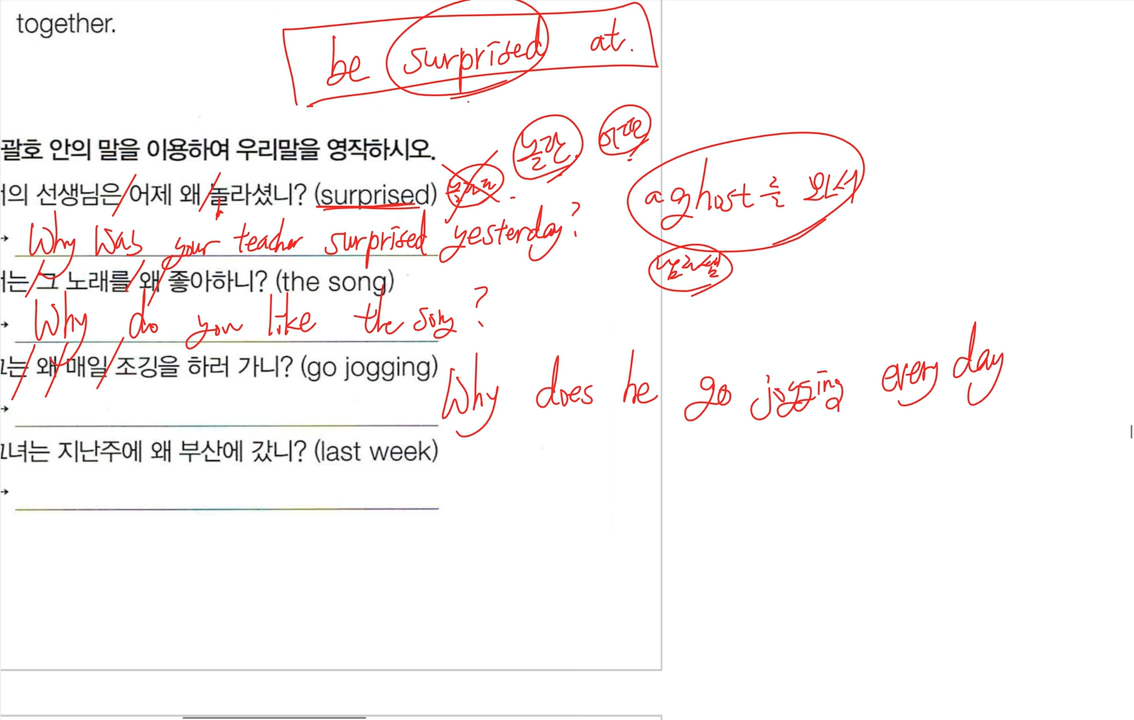 together.
be surprised at.
괄호 안의 말을 이용하여 우리말을 영작하시오.
놀란
의 선생님은 어제 왜 놀라셨니? (surprised)
a ghost를
→ Why was your teacher surprised yesterday?
는 그 노래를 왜 좋아하니? (the song)
→ Why do you like the song?
는 왜 매일 조깅을 하러 가니? (go jogging)
Why does he go jogging every day
→
녀는 지난주에 왜 부산에 갔니? (last week)
→